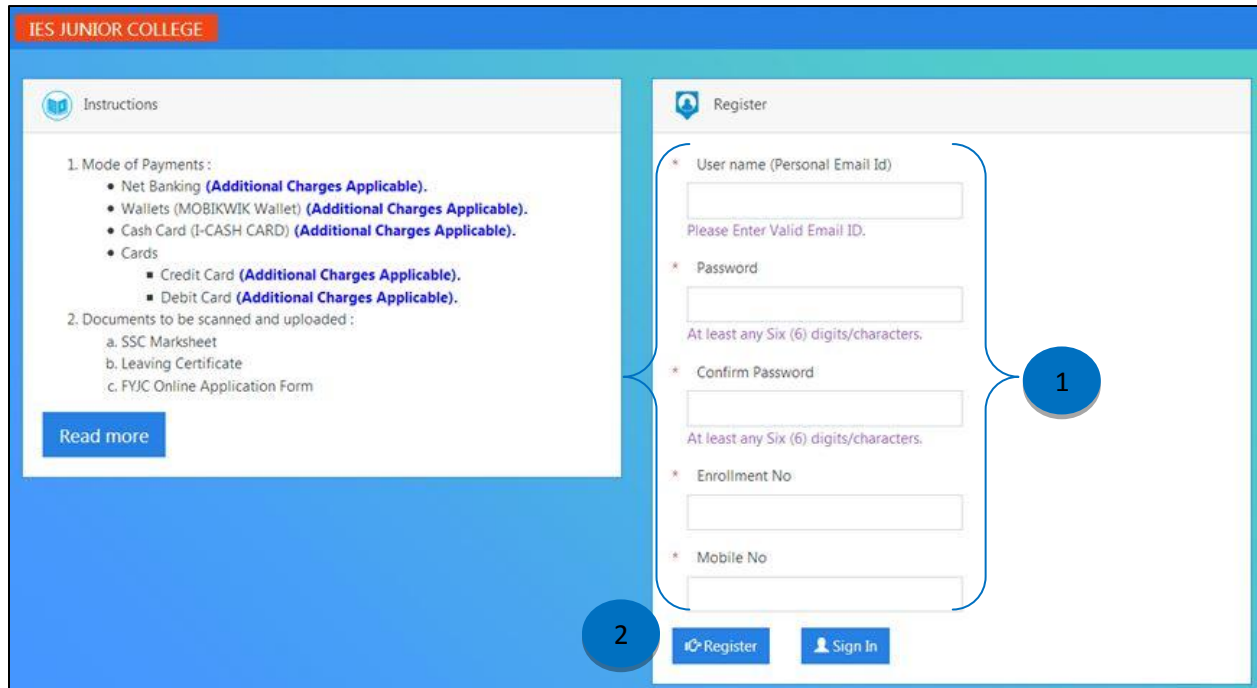 IES JUNIOR COLLEGE
Instructions
1. Mode of Payments :
• Net Banking (Additional Charges Applicable).
• Wallets (MOBIKWIK Wallet) (Additional Charges Applicable).
• Cash Card (I-CASH CARD) (Additional Charges Applicable).
• Cards
▪ Credit Card (Additional Charges Applicable).
▪ Debit Card (Additional Charges Applicable).
2. Documents to be scanned and uploaded :
a. SSC Marksheet
b. Leaving Certificate
c. FYJC Online Application Form
Read more
Register
* User name (Personal Email Id)
Please Enter Valid Email ID.
* Password
At least any Six (6) digits/characters.
* Confirm Password
At least any Six (6) digits/characters.
* Enrollment No
* Mobile No
1
2
Register
Sign In